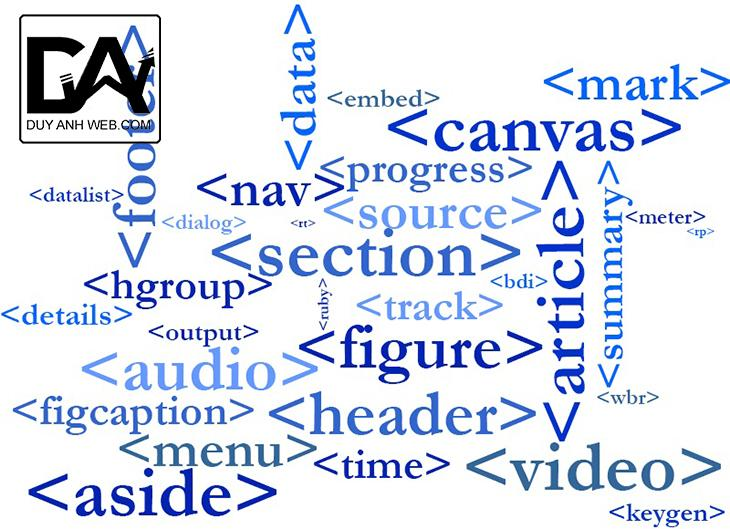 DUY ANH WEB.COM
<footer>
<data>
<embed>
<mark>
<canvas>
<progress>
<datalist>
<nav>
<dialog>
<rt>
<source>
<article>
<summary>
<meter>
<rp>
<section>
<hgroup>
<ruby>
<bdi>
<track>
<details>
<output>
<figure>
<audio>
<wbr>
<figcaption>
<header>
<menu>
<time>
<video>
<aside>
<keygen>